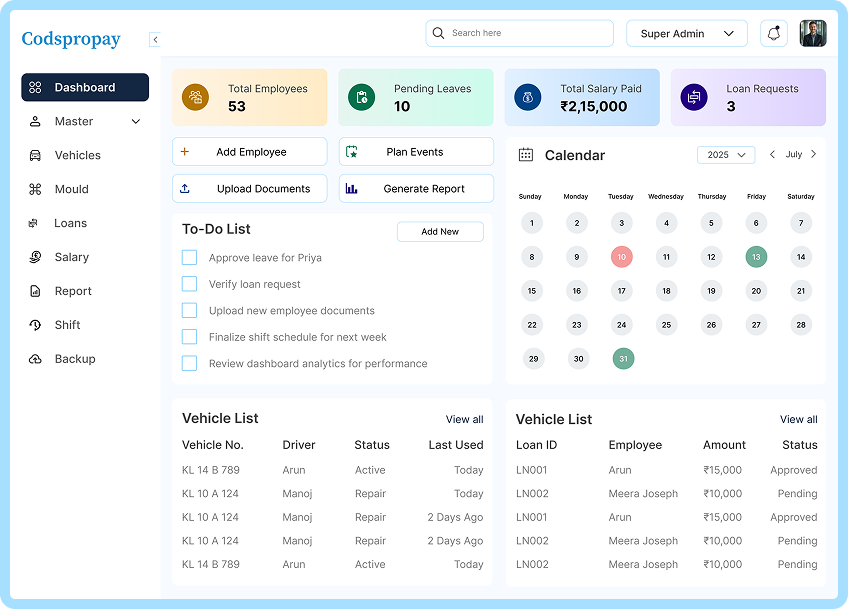 Codspropay
Search here
Super Admin
Dashboard
Master
Vehicles
Mould
Loans
Salary
Report
Shift
Backup
Total Employees
53
Pending Leaves
10
Total Salary Paid
₹2,15,000
Loan Requests
3
Add Employee
Plan Events
Upload Documents
Generate Report
To-Do List
Add New
Approve leave for Priya
Verify loan request
Upload new employee documents
Finalize shift schedule for next week
Review dashboard analytics for performance
Calendar
2025
July
Sunday Monday Tuesday Wednesday Thursday Friday Saturday
1 2 3 4 5 6 7
8 9 10 11 12 13 14
15 16 17 18 19 20 21
22 23 24 25 26 27 28
29 30 31
Vehicle List
View all
Vehicle No. Driver Status Last Used
KL 14 B 789 Arun Active Today
KL 10 A 124 Manoj Repair Today
KL 10 A 124 Manoj Repair 2 Days Ago
KL 10 A 124 Manoj Repair 2 Days Ago
KL 14 B 789 Arun Active Today
Vehicle List
View all
Loan ID Employee Amount Status
LN001 Arun ₹15,000 Approved
LN002 Meera Joseph ₹10,000 Pending
LN001 Arun ₹15,000 Approved
LN002 Meera Joseph ₹10,000 Pending
LN002 Meera Joseph ₹10,000 Pending